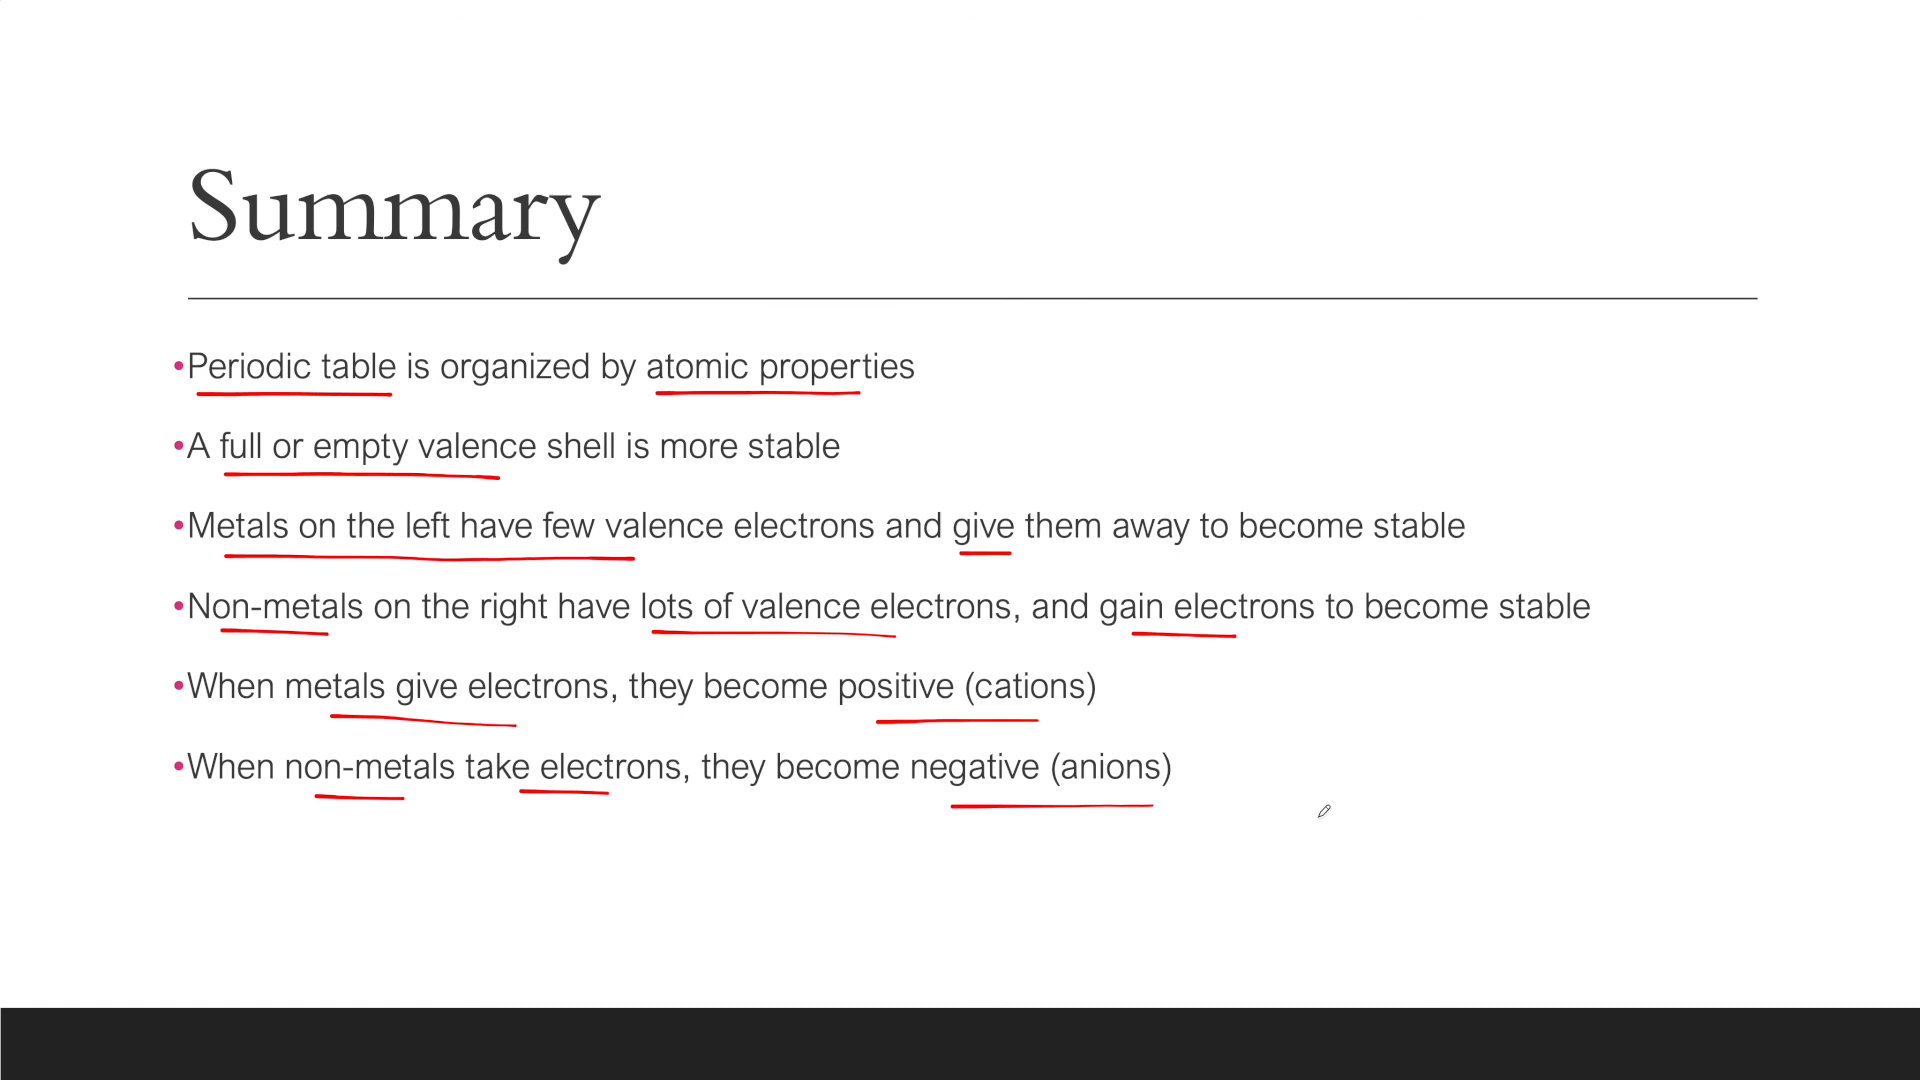 Summary
•Periodic table is organized by atomic properties
•A full or empty valence shell is more stable
•Metals on the left have few valence electrons and give them away to become stable
•Non-metals on the right have lots of valence electrons, and gain electrons to become stable
•When metals give electrons, they become positive (cations)
•When non-metals take electrons, they become negative (anions)